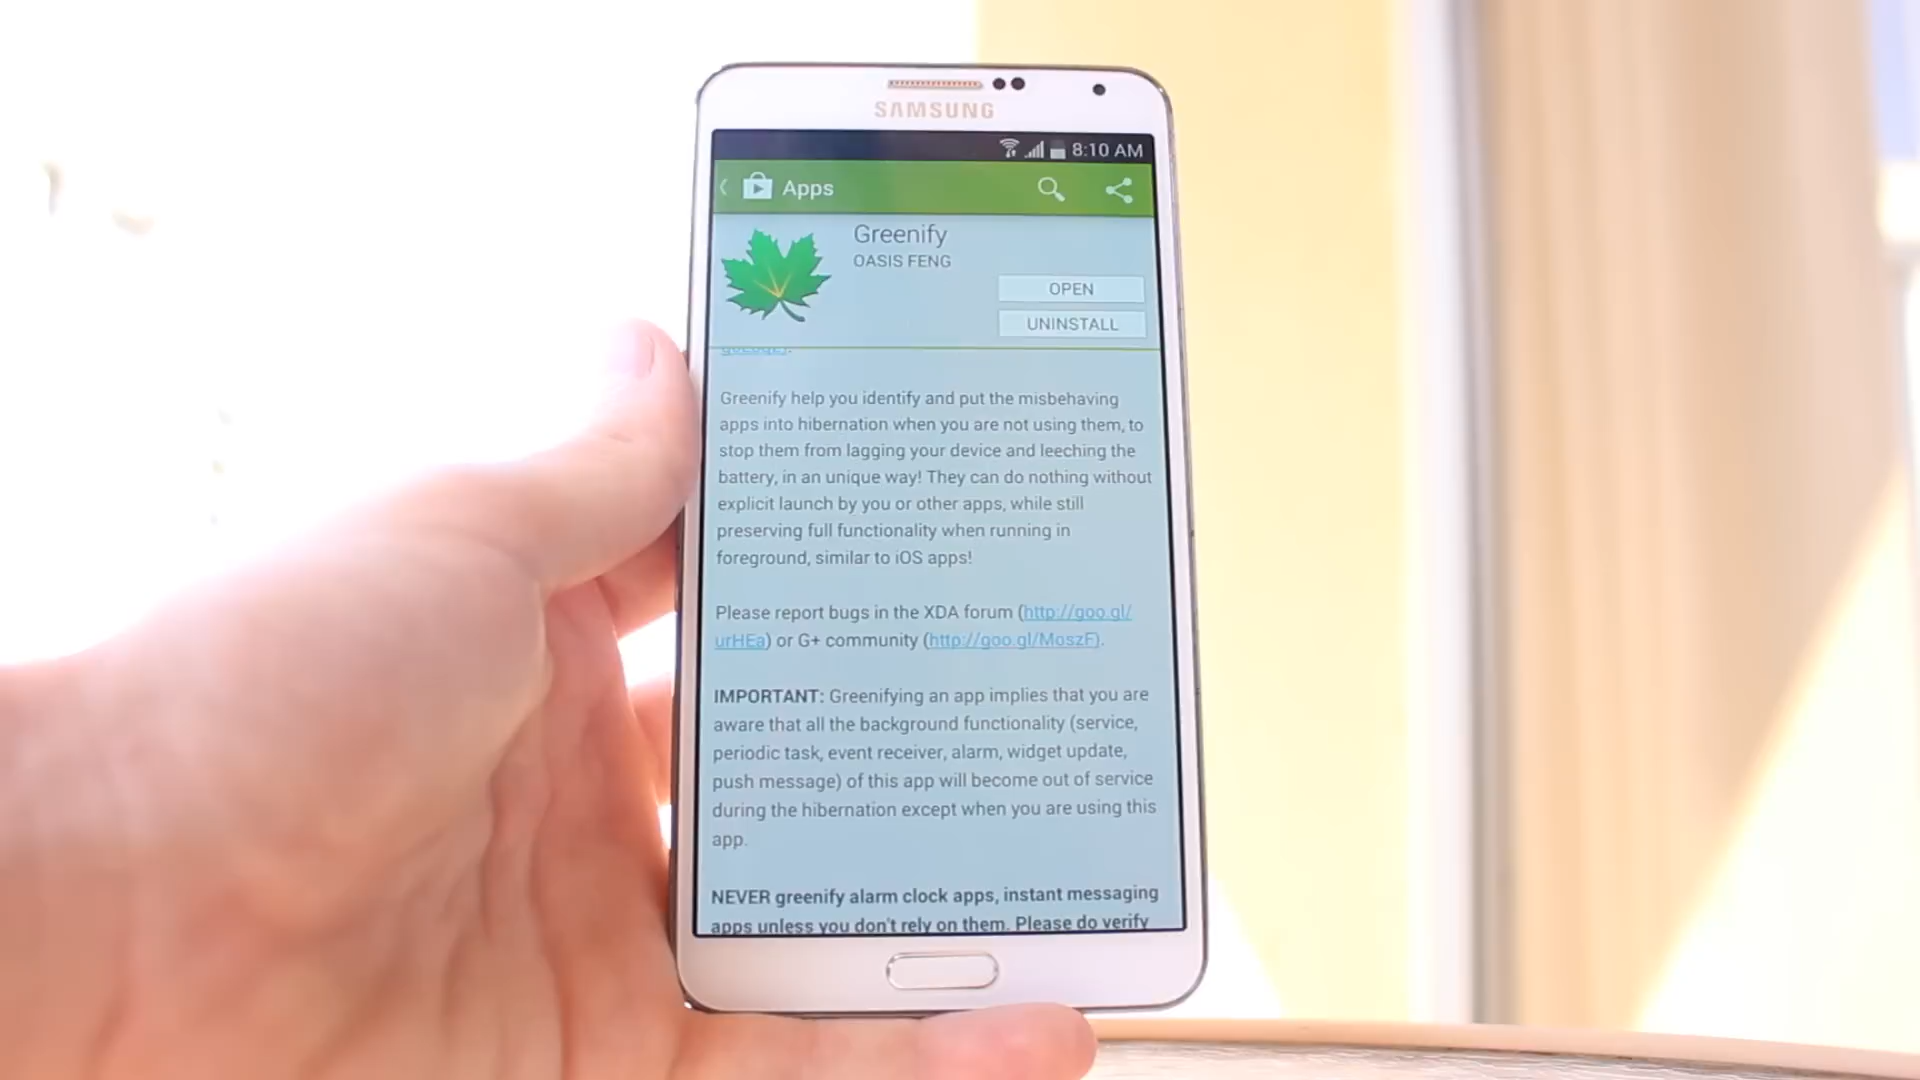 SAMSUNG
8:10 AM
Apps
Greenify
OASIS FENG
OPEN
UNINSTALL
Greenify help you identify and put the misbehaving
apps into hibernation when you are not using them, to
stop them from lagging your device and leeching the
battery, in an unique way! They can do nothing without
explicit launch by you or other apps, while still
preserving full functionality when running in
foreground, similar to iOS apps!
Please report bugs in the XDA forum (http://goo.gl/
urHEa) or G+ community (http://goo.gl/MoszF).
IMPORTANT: Greenifying an app implies that you are
aware that all the background functionality (service,
periodic task, event receiver, alarm, widget update,
push message) of this app will become out of service
during the hibernation except when you are using this
app.
NEVER greenify alarm clock apps, instant messaging
apps unless you don't rely on them. Please do verify